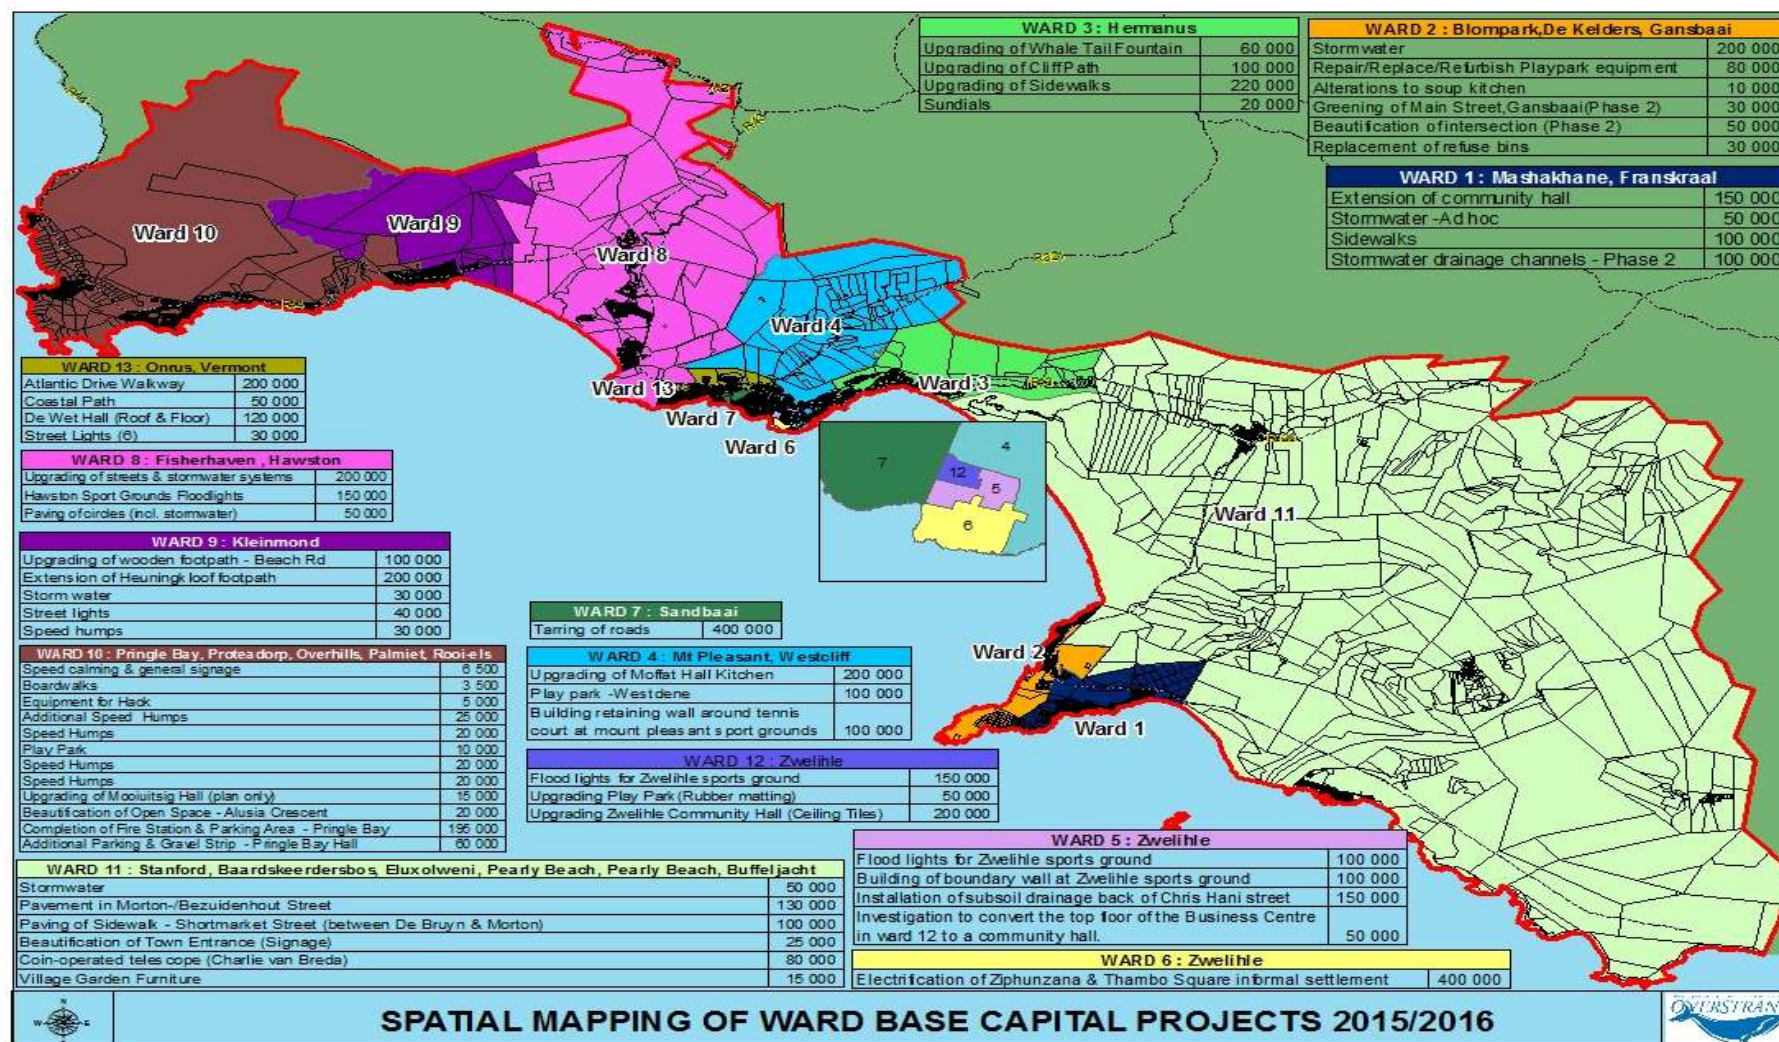 WARD 3 : Hermanus
Upgrading of Whale Tail Fountain 60 000
Upgrading of Cliff Path 100 000
Upgrading of Sidewalks 220 000
Sundials 20 000
WARD 2 : Blompark,De Kelders, Gansbaai
Stormwater 200 000
Repair/Replace/Refurbish Playpark equipment 80 000
Alterations to soup kitchen 10 000
Greening of Main Street,Gansbaai(Phase 2) 30 000
Beautification of intersection (Phase 2) 50 000
Replacement of refuse bins 30 000
WARD 1 : Mashakhane, Franskraal
Extension of community hall 150 000
Stormwater -Ad hoc 50 000
Sidewalks 100 000
Stormwater drainage channels - Phase 2 100 000
Ward 10
Ward 9
Ward 8
Ward 4
Ward 3
Ward 13
Ward 7
Ward 6
Ward 11
Ward 2
Ward 1
7
4
12
5
6
WARD 13 : Onrus, Vermont
Atlantic Drive Walkway 200 000
Coastal Path 50 000
De Wet Hall (Roof & Floor) 120 000
Street Lights (6) 30 000
WARD 8 : Fisherhaven , Hawston
Upgrading of streets & stormwater systems 200 000
Hawston Sport Grounds Floodlights 150 000
Paving of circles (incl. stormwater) 50 000
WARD 9 : Kleinmond
Upgrading of wooden footpath - Beach Rd 100 000
Extension of Heuningkloof footpath 200 000
Storm water 30 000
Street lights 40 000
Speed humps 30 000
WARD 10 : Pringle Bay, Proteadorp, Overhills, Palmiet, Rooi-els
Speed calming & general signage 6 500
Boardwalks 3 500
Equipment for Hack 5 000
Additional Speed Humps 25 000
Speed Humps 20 000
Play Park 10 000
Speed Humps 20 000
Speed Humps 20 000
Upgrading of Mooiuitsig Hall (plan only) 15 000
Beautification of Open Space - Alusia Crescent 20 000
Completion of Fire Station & Parking Area - Pringle Bay 195 000
Additional Parking & Gravel Strip - Pringle Bay Hall 60 000
WARD 7 : Sandbaai
Tarring of roads 400 000
WARD 4 : Mt Pleasant, Westcliff
Upgrading of Moffat Hall Kitchen 200 000
Play park -Westdene 100 000
Building retaining wall around tennis
court at mount pleasant sport grounds 100 000
WARD 12 : Zwelihle
Flood lights for Zwelihle sports ground 150 000
Upgrading Play Park (Rubber matting) 50 000
Upgrading Zwelihle Community Hall (Ceiling Tiles) 200 000
WARD 5 : Zwelihle
Flood lights for Zwelihle sports ground 100 000
Building of boundary wall at Zwelihle sports ground 100 000
Installation of subsoil drainage back of Chris Hani street 150 000
Investigation to convert the top floor of the Business Centre
in ward 12 to a community hall. 50 000
WARD 6 : Zwelihle
Electrification of Ziphunzana & Thambo Square informal settlement 400 000
WARD 11 : Stanford, Baardskeerdersbos, Eluxolweni, Pearly Beach, Pearly Beach, Buffeljacht
Stormwater 50 000
Pavement in Morton-/Bezuidenhout Street 130 000
Paving of Sidewalk - Shortmarket Street (between De Bruyn & Morton) 100 000
Beautification of Town Entrance (Signage) 25 000
Coin-operated telescope (Charlie van Breda) 80 000
Village Garden Furniture 15 000
N
W E
SPATIAL MAPPING OF WARD BASE CAPITAL PROJECTS 2015/2016
OVERSTRAN